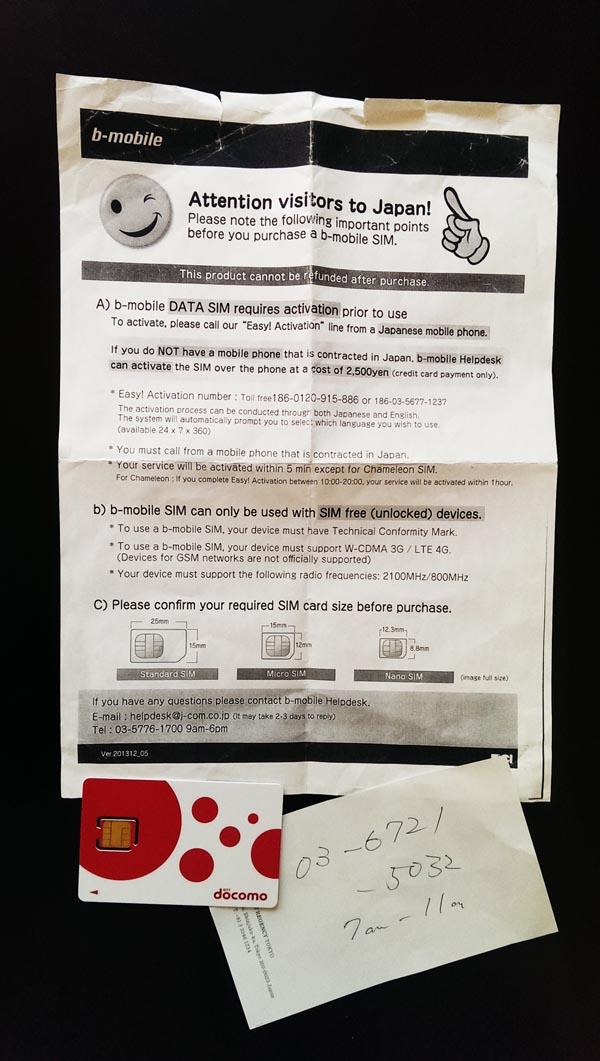 b-mobile
Attention visitors to Japan!
Please note the following important points
before you purchase a b-mobile SIM.
This product cannot be refunded after purchase.
A) b-mobile DATA SIM requires activation prior to use
To activate, please call our "Easy! Activation" line from a Japanese mobile phone.
If you do NOT have a mobile phone that is contracted in Japan, b-mobile Helpdesk
can activate the SIM over the phone at a cost of 2,500yen (credit card payment only).
* Easy! Activation number : Toll free186-0120-915-886 or 186-03-5677-1237
The activation process can be conducted through both Japanese and English.
The system will automatically prompt you to select which language you wish to use.
(available 24 x 7 x 360)
* You must call from a mobile phone that is contracted in Japan.
* Your service will be activated within 5 min except for Chameleon SIM.
For Chameleon : If you complete Easy! Activation between 10:00-20:00, your service will be activated within 1hour.
b) b-mobile SIM can only be used with SIM free (unlocked) devices.
* To use a b-mobile SIM, your device must have Technical Conformity Mark.
* To use a b-mobile SIM, your device must support W-CDMA 3G / LTE 4G.
(Devices for GSM networks are not officially supported)
* Your device must support the following radio frequencies: 2100MHz/800MHz
C) Please confirm your required SIM card size before purchase.
25mm 15mm 12.3mm
15mm 12mm 8.8mm
Standard SIM Micro SIM Nano SIM (image full size)
If you have any questions please contact b-mobile Helpdesk.
E-mail : helpdesk@j-com.co.jp (It may take 2-3 days to reply)
Tel : 03-5776-1700 9am-6pm
Ver 201312_05
döcomo
03-6721
-5032
7am - 11
REGENCY TOKYO
Shinjuku-ku, Tokyo 160-0023 Japan
3 3348 1234